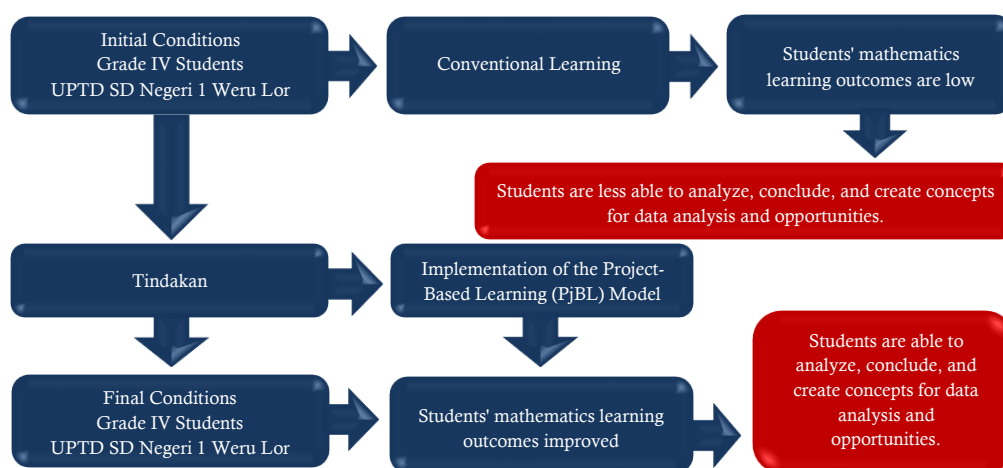 Initial Conditions
Grade IV Students
UPTD SD Negeri 1 Weru Lor
Conventional Learning
Students' mathematics
learning outcomes are low
Students are less able to analyze, conclude, and create concepts
for data analysis and opportunities.
Tindakan
Implementation of the Project-
Based Learning (PjBL) Model
Final Conditions
Grade IV Students
UPTD SD Negeri 1 Weru Lor
Students' mathematics learning
outcomes improved
Students are able to
analyze, conclude, and
create concepts for data
analysis and
opportunities.